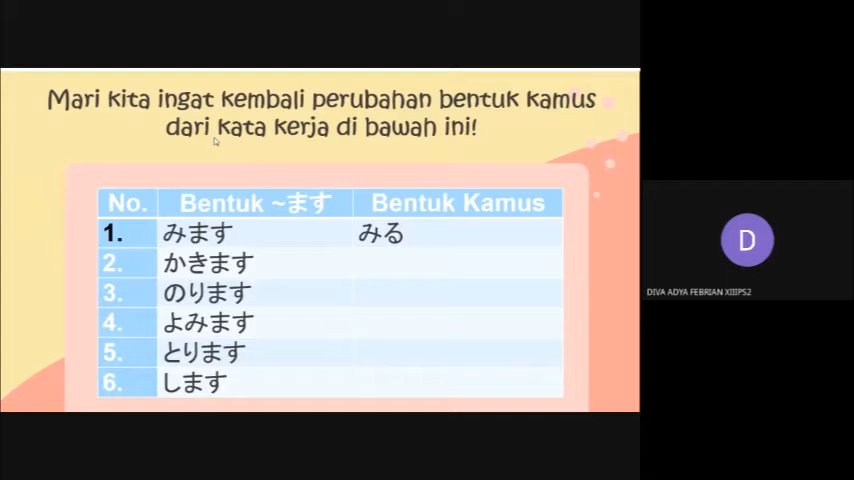 Mari kita ingat kembali perubahan bentuk kamus
dari kata kerja di bawah ini!
No. Bentuk ~ます Bentuk Kamus
1. みます みる
2. かきます
3. のります
4. よみます
5. とります
6. します
D
DIVA ADYA FEBRIAN XIIIPS2